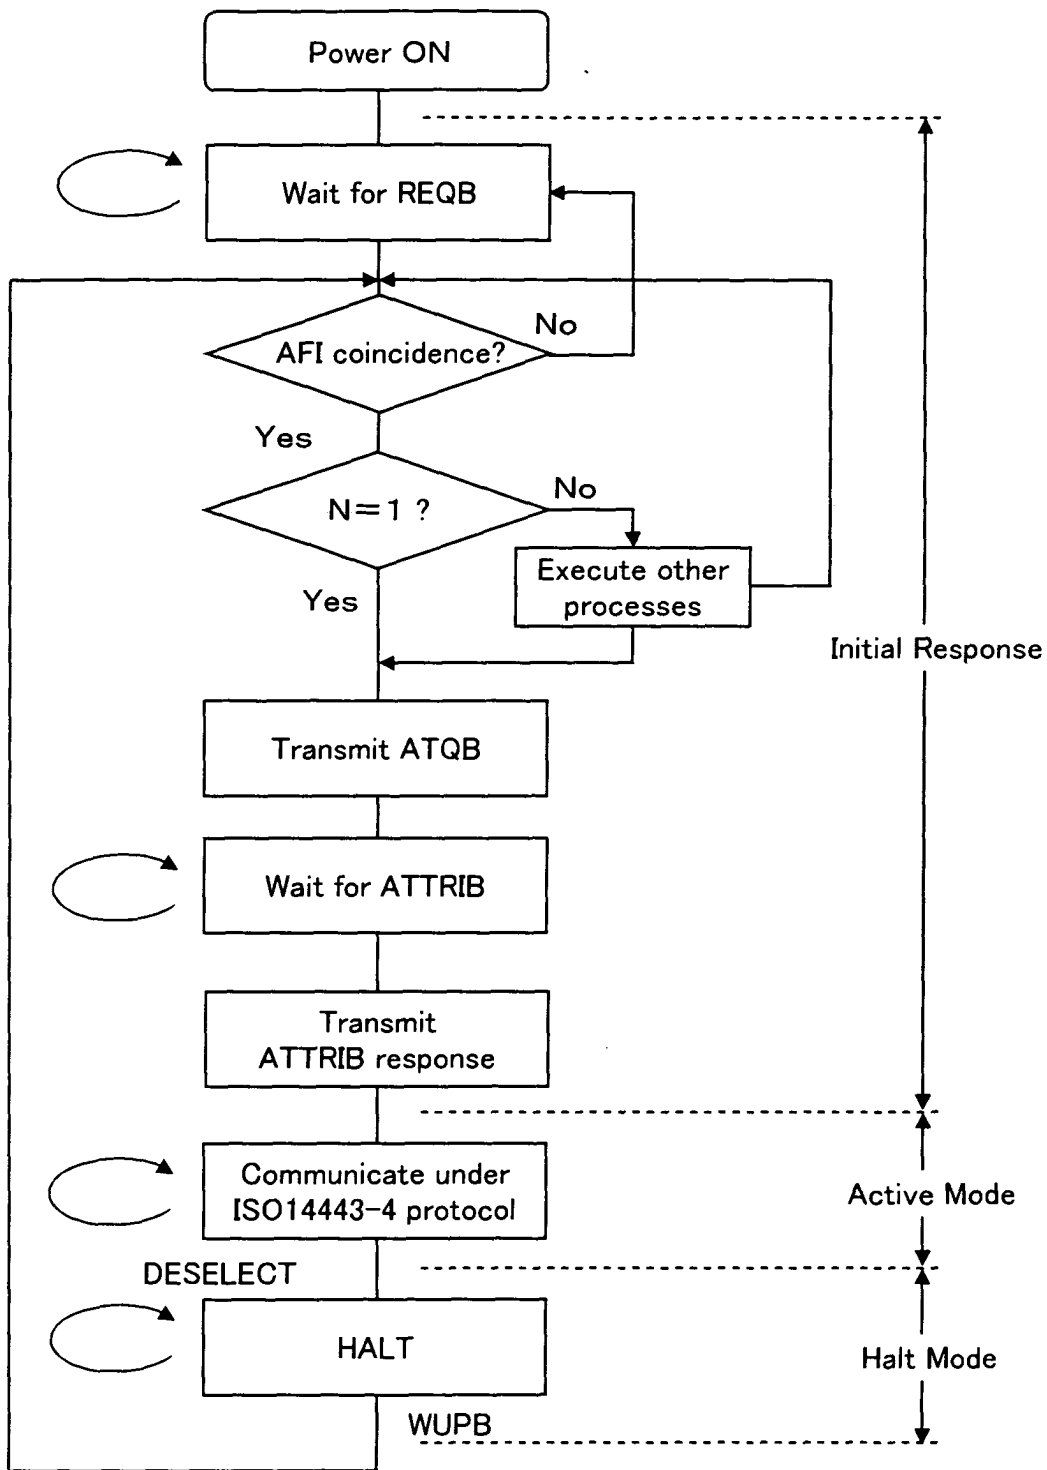 Power ON
Wait for REQB
No
AFI coincidence?
Yes
No
N=1 ?
Execute other
processes
Yes
Initial Response
Transmit ATQB
Wait for ATTRIB
Transmit
ATTRIB response
Communicate under
ISO14443-4 protocol
Active Mode
DESELECT
HALT
Halt Mode
WUPB